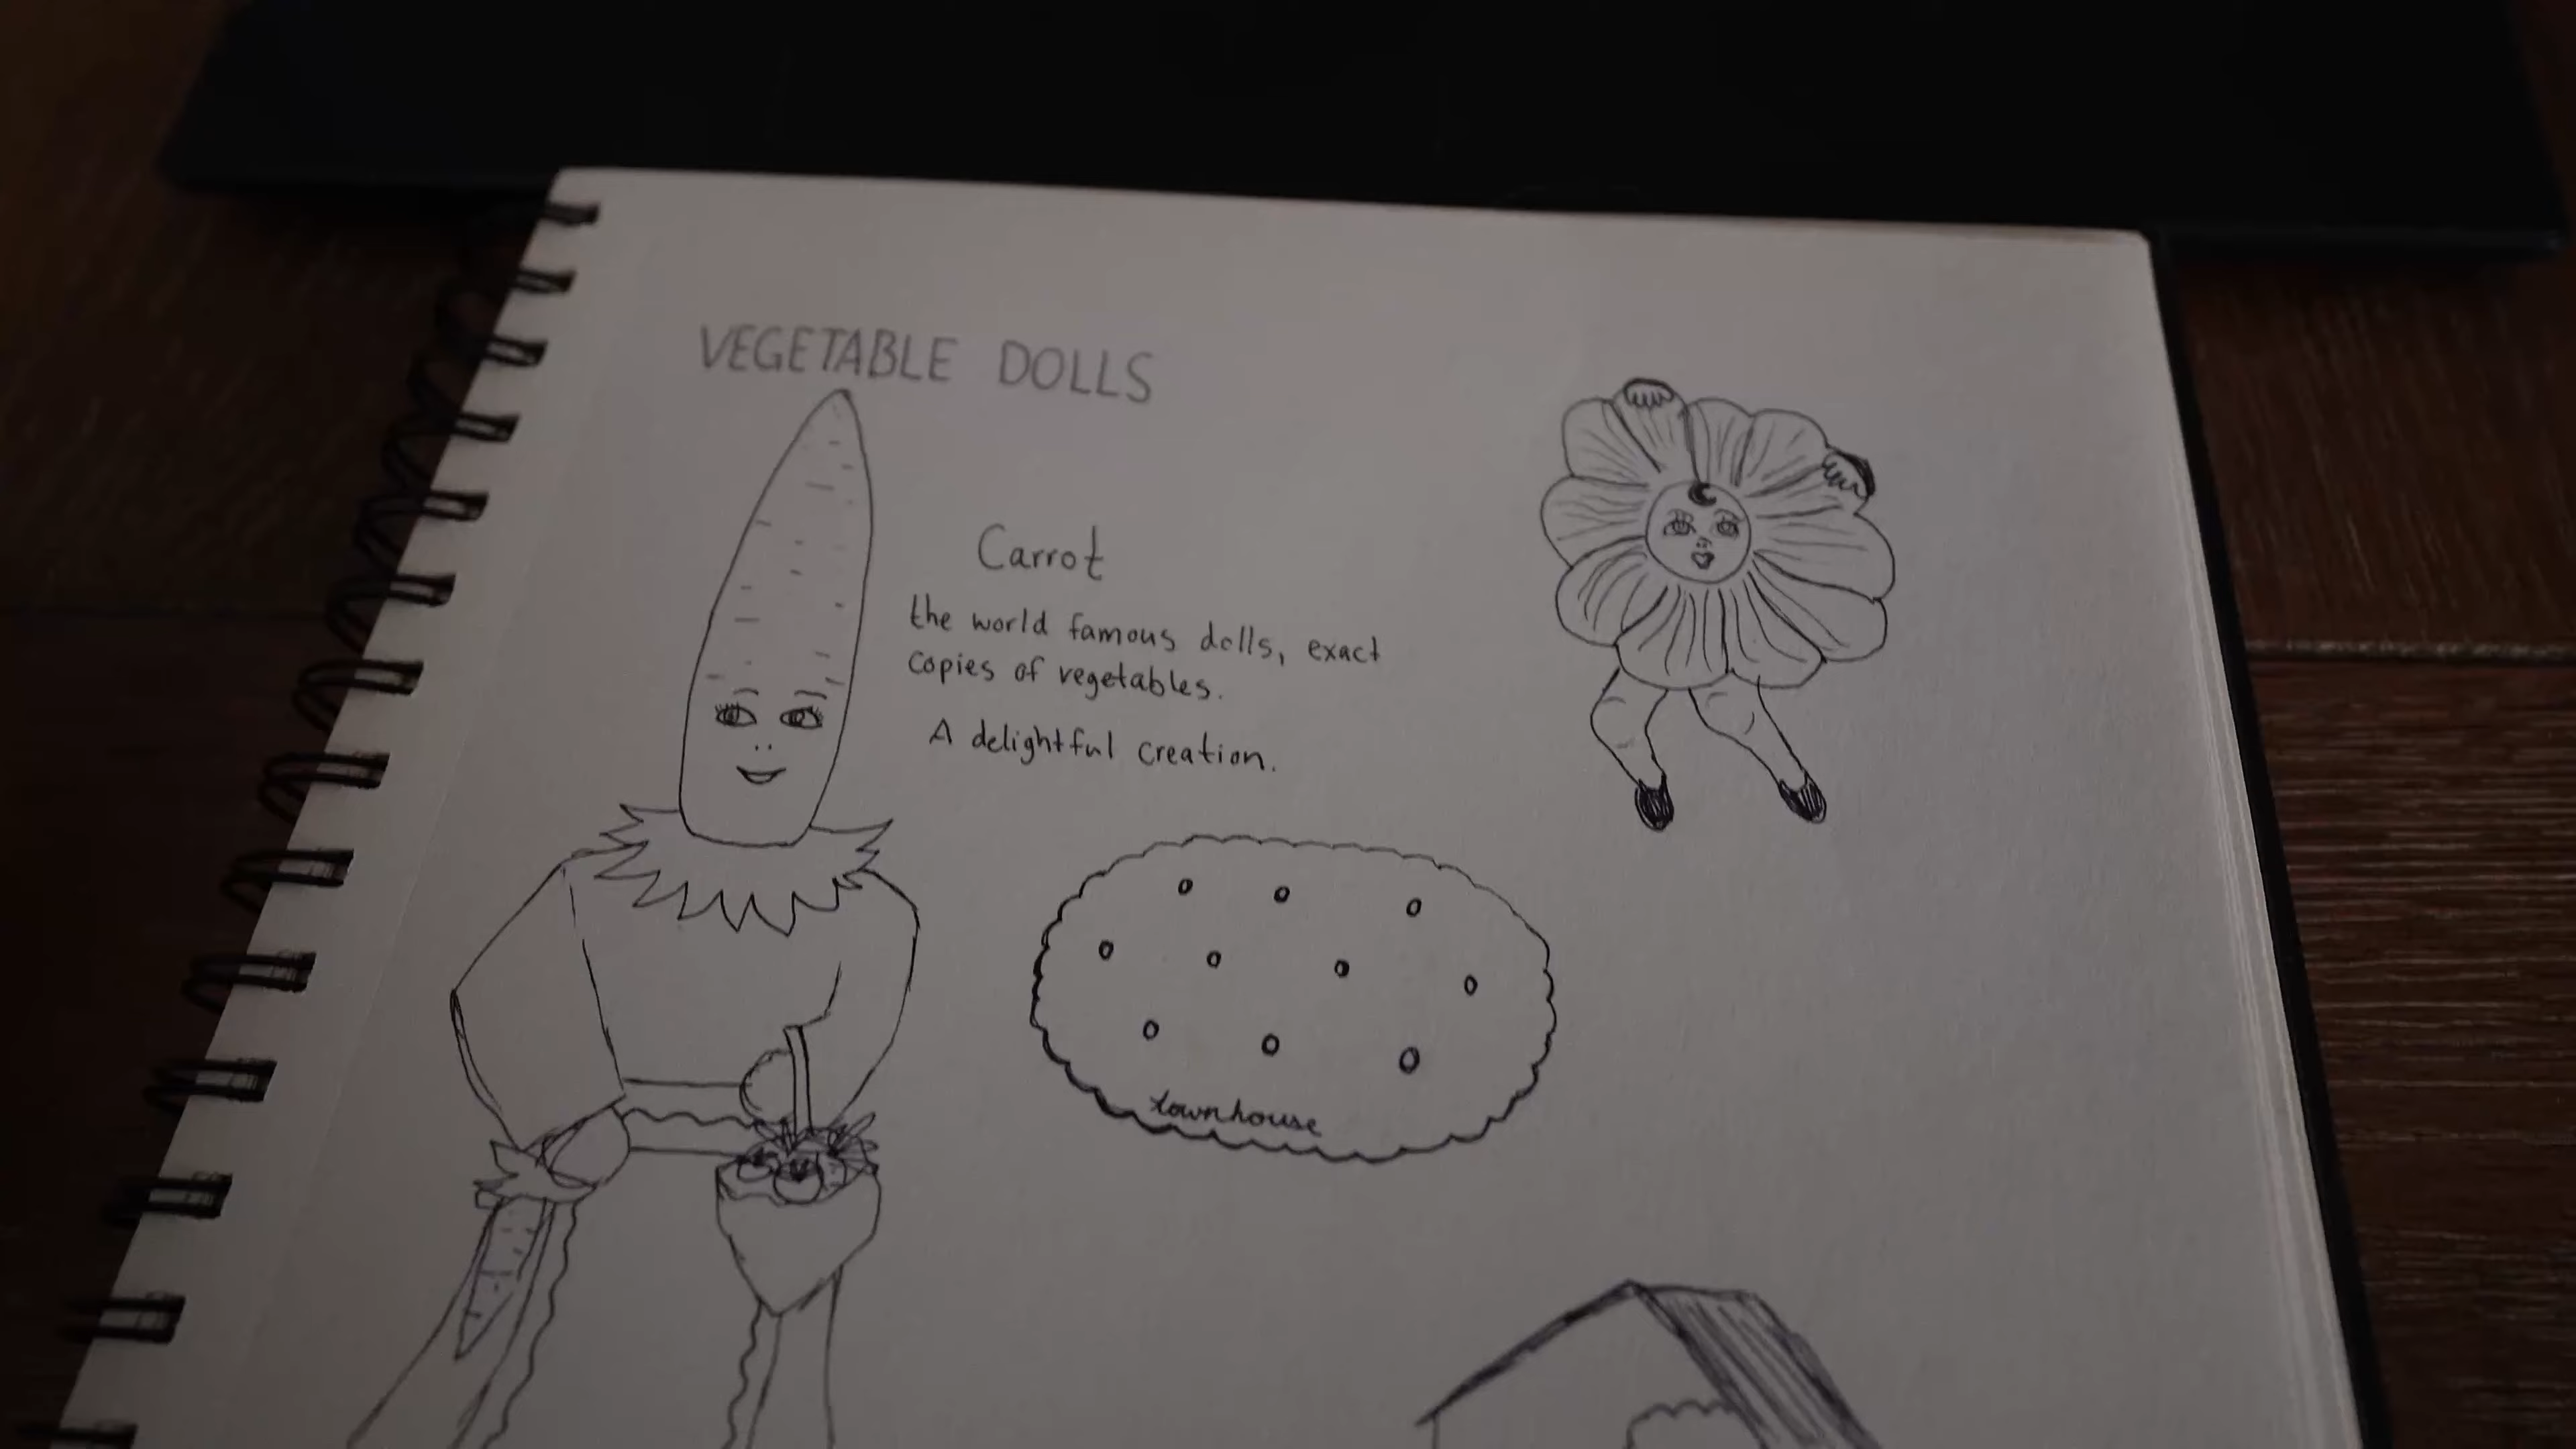 VEGETABLE DOLLS
Carrot
the world famous dolls, exact
copies of vegetables.
A delightful creation.
townhouse